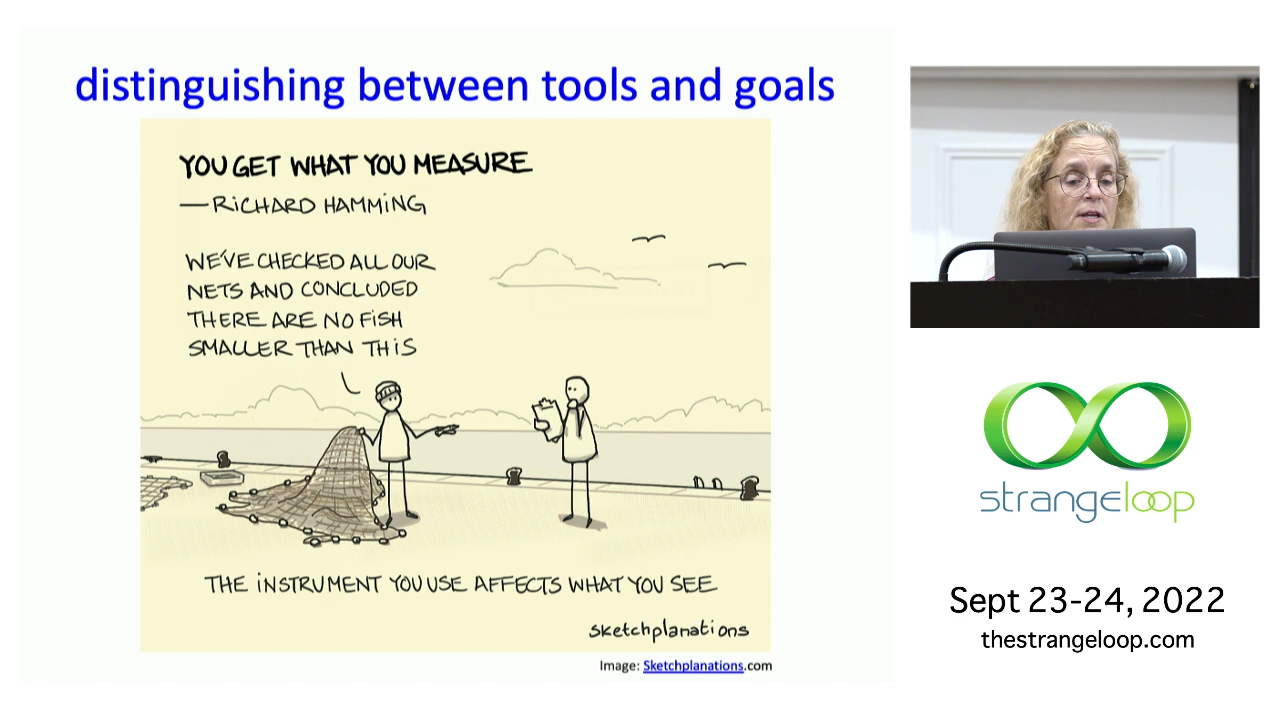 distinguishing between tools and goals
YOU GET WHAT YOU MEASURE
—RICHARD HAMMING
WE'VE CHECKED ALL OUR
NETS AND CONCLUDED
THERE ARE NO FISH
SMALLER THAN THIS
THE INSTRUMENT YOU USE AFFECTS WHAT YOU SEE
sketchplanations
Image: Sketchplanations.com
strangeloop
Sept 23-24, 2022
thestrangeloop.com